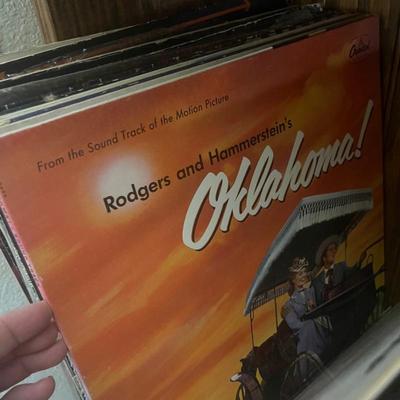 Capitol
From the Sound Track of the Motion Picture
Rodgers and Hammerstein's
Oklahoma!